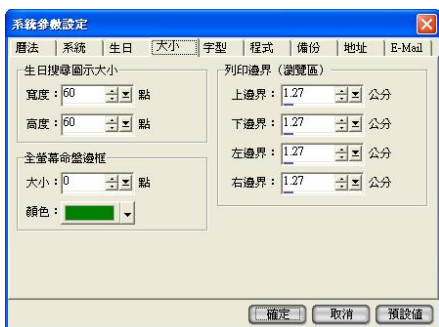 系統參數設定
曆法 系統 生日 大小 字型 程式 備份 地址 E-Mail
生日搜尋圖示大小
寬度：60 點
高度：60 點
全螢幕命盤邊框
大小：0 點
顏色：
列印邊界（瀏覽區）
上邊界：1.27 公分
下邊界：1.27 公分
左邊界：1.27 公分
右邊界：1.27 公分
確定 取消 預設值